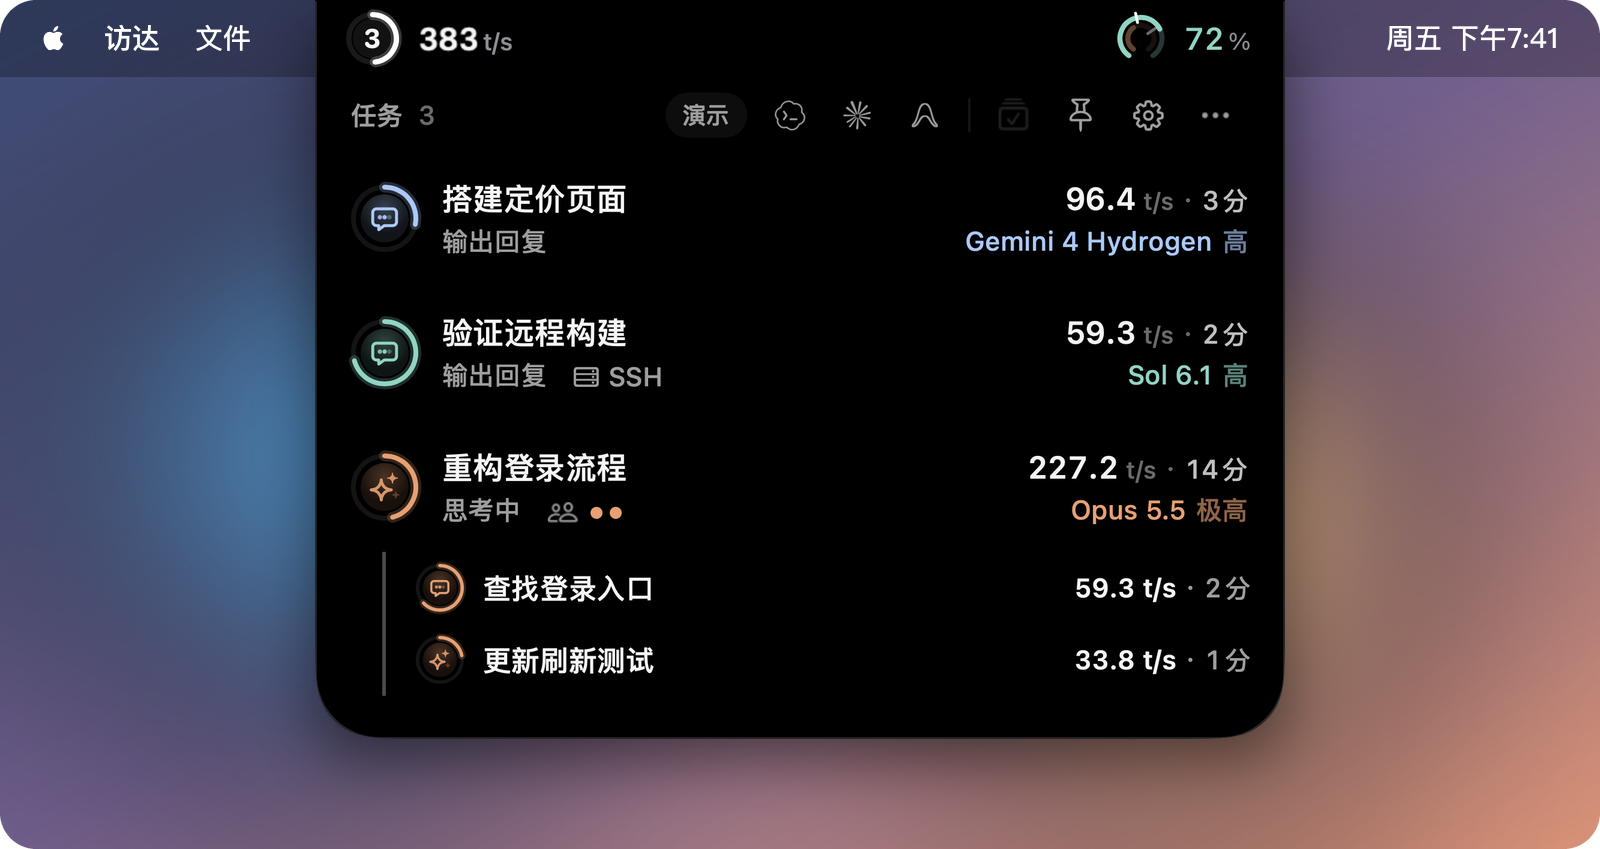 访达 文件
3 383 t/s 72 %
周五 下午7:41
任务 3 演示
搭建定价页面 96.4 t/s · 3分
输出回复 Gemini 4 Hydrogen 高
验证远程构建 59.3 t/s · 2分
输出回复 SSH Sol 6.1 高
重构登录流程 227.2 t/s · 14分
思考中 Opus 5.5 极高
查找登录入口 59.3 t/s · 2分
更新刷新测试 33.8 t/s · 1分